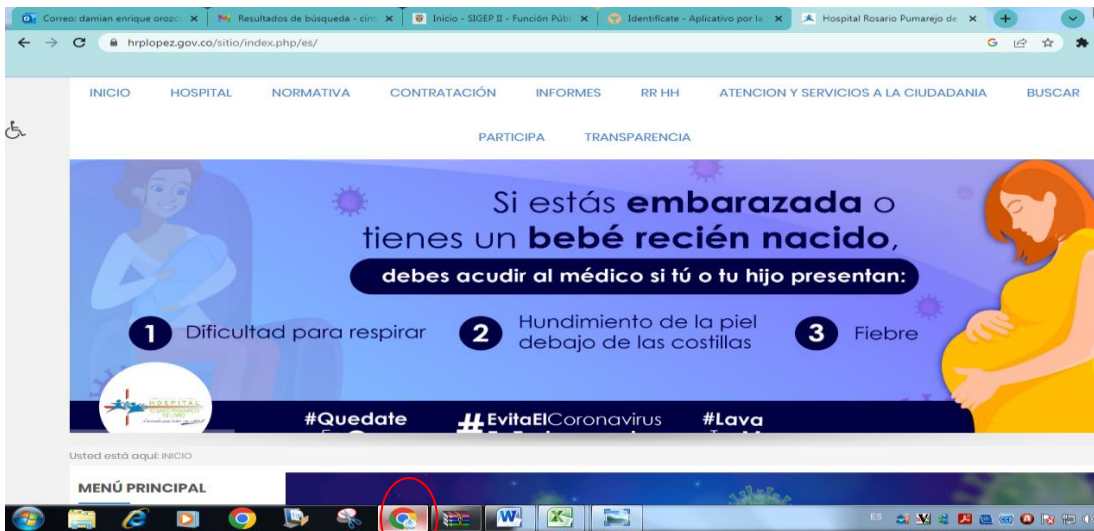 Correo: damian enrique orozc
Resultados de búsqueda - cint
Inicio - SIGEP II - Función Públ
Identifícate - Aplicativo por la
Hospital Rosario Pumarejo de
hrplopez.gov.co/sitio/index.php/es/
INICIO HOSPITAL NORMATIVA CONTRATACIÓN INFORMES RR HH ATENCION Y SERVICIOS A LA CIUDADANIA BUSCAR
PARTICIPA TRANSPARENCIA
Si estás embarazada o
tienes un bebé recién nacido,
debes acudir al médico si tú o tu hijo presentan:
1 Dificultad para respirar
2 Hundimiento de la piel
debajo de las costillas
3 Fiebre
HOSPITAL
#Quedate #EvitaElCoronavirus #Lava
Usted está aquí: INICIO
MENÚ PRINCIPAL
ES